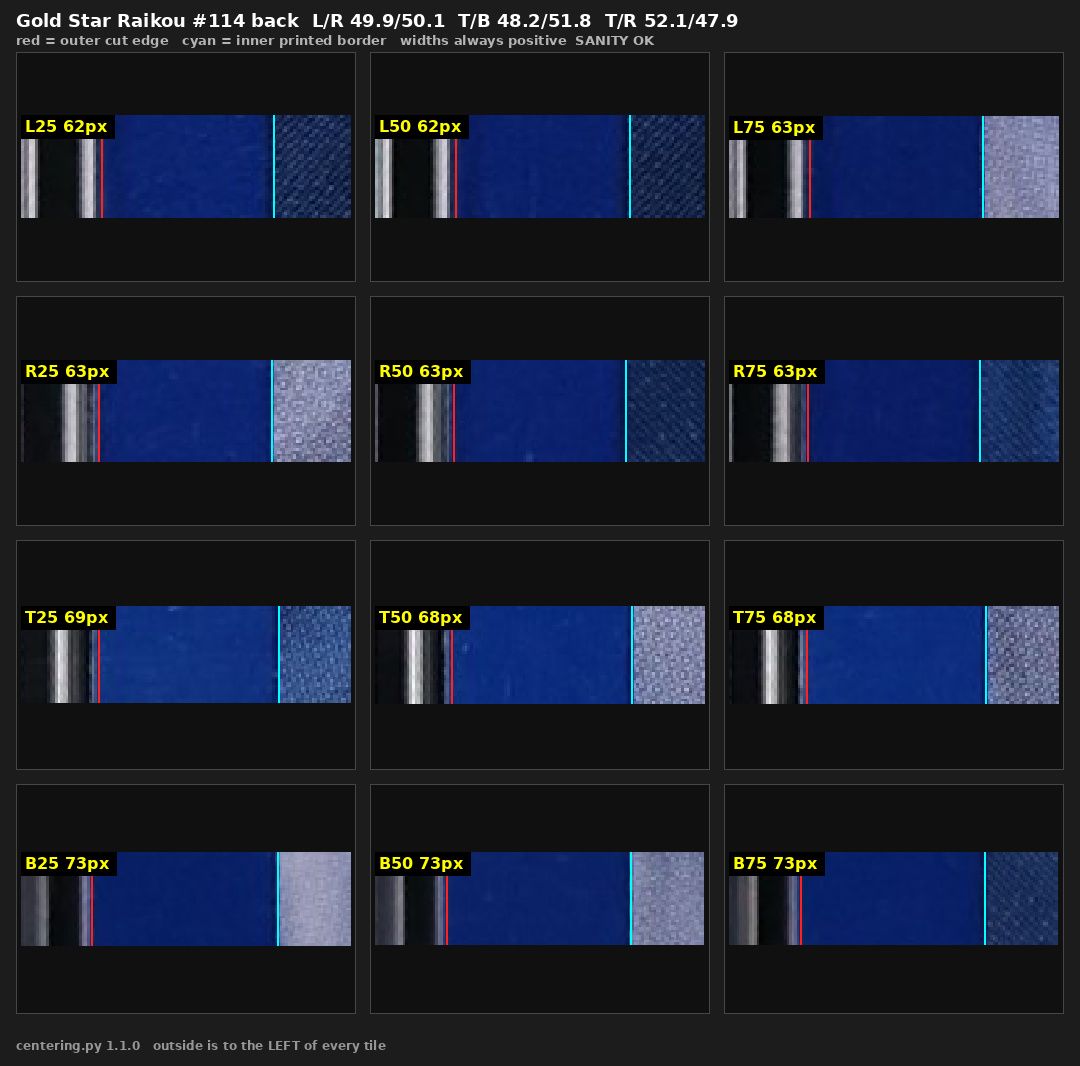 Gold Star Raikou #114 back  L/R 49.9/50.1  T/B 48.2/51.8  T/R 52.1/47.9
red = outer cut edge   cyan = inner printed border   widths always positive  SANITY OK
L25 62px
L50 62px
L75 63px
R25 63px
R50 63px
R75 63px
T25 69px
T50 68px
T75 68px
B25 73px
B50 73px
B75 73px
centering.py 1.1.0   outside is to the LEFT of every tile